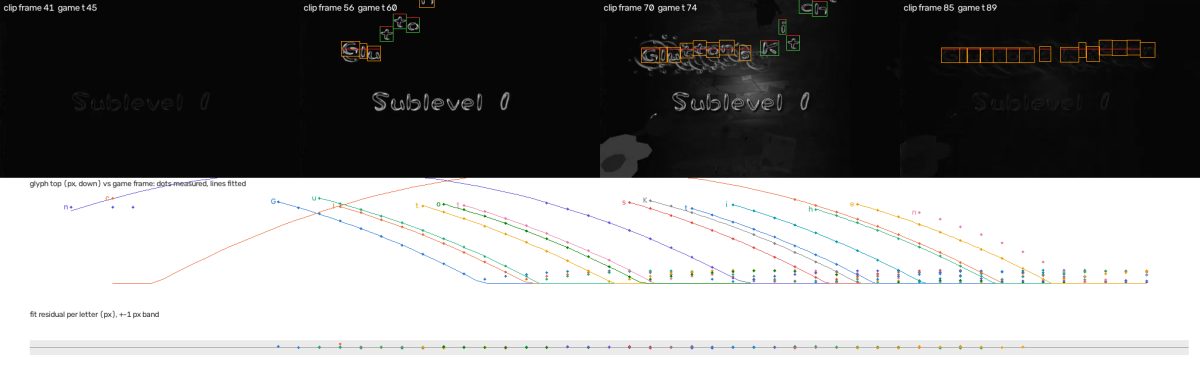 clip frame 41 game t 45
clip frame 56 game t 60
clip frame 70 game t 74
clip frame 85 game t 89
n
G l u
t o
G l u t t o n s K i t
c h
Sublevel 1
Sublevel 1
Sublevel 1
Sublevel 1
glyph top (px, down) vs game frame: dots measured, lines fitted
n
G
u
t
o
t
s
K
t
i
h
e
n
fit residual per letter (px), +-1 px band